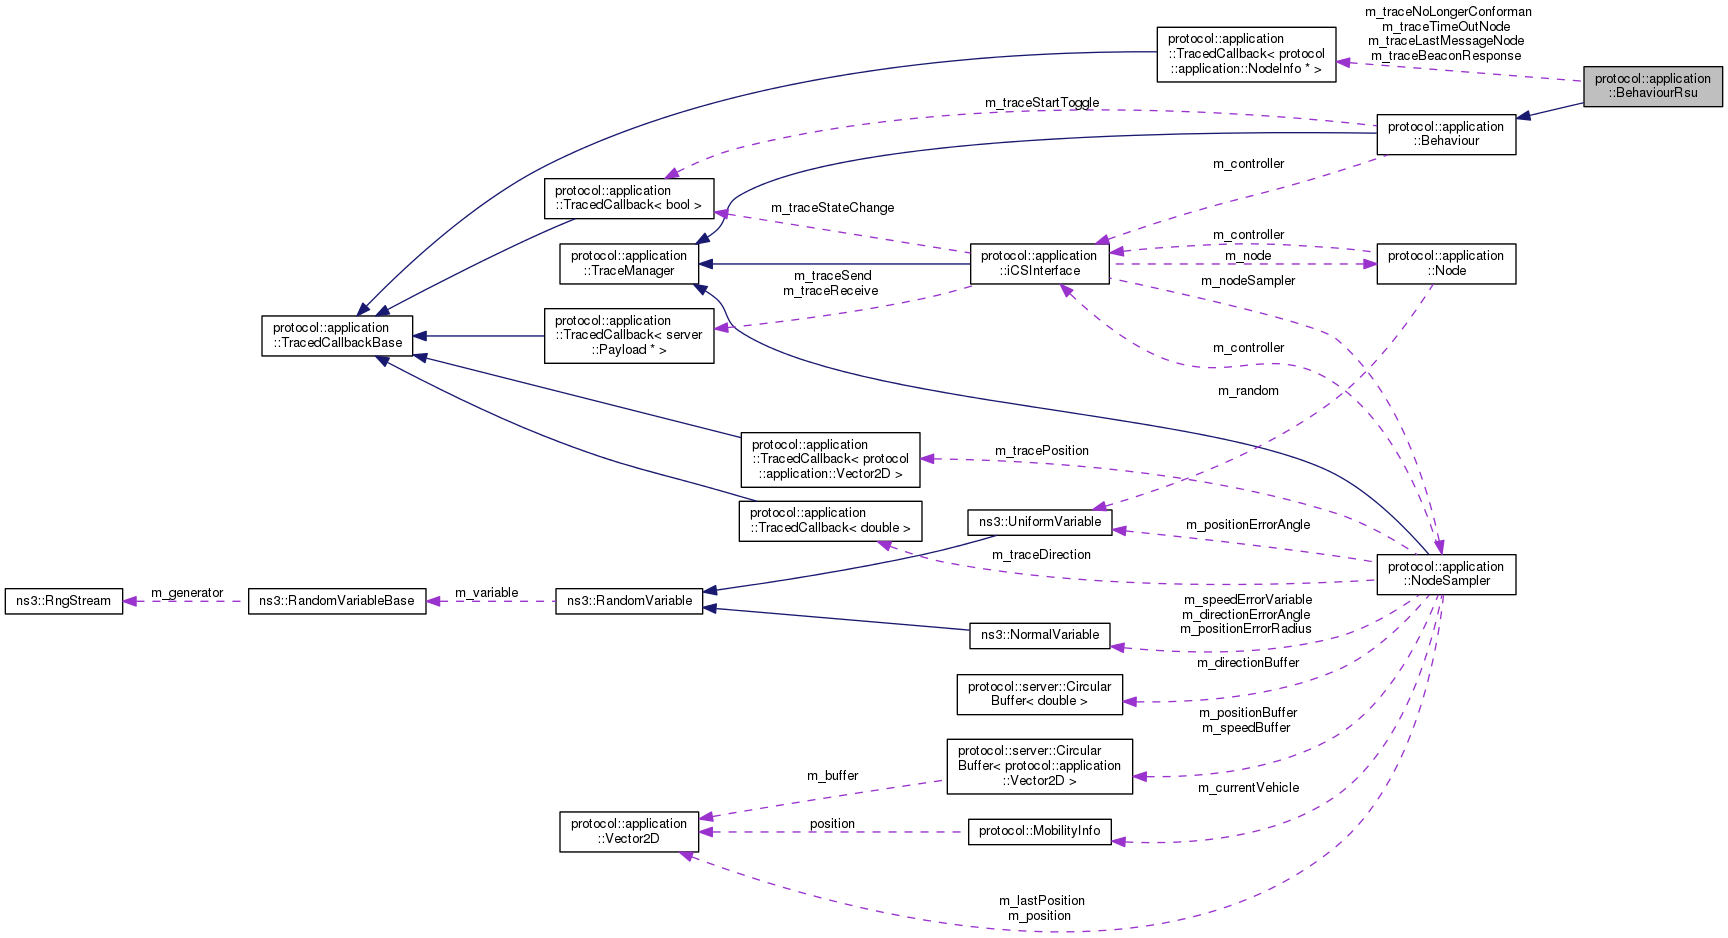 m_traceNoLongerConforman
m_traceTimeOutNode
m_traceLastMessageNode
m_traceBeaconResponse
protocol::application
::TracedCallback< protocol
::application::NodeInfo * >
protocol::application
::BehaviourRsu
m_traceStartToggle
protocol::application
::Behaviour
m_controller
protocol::application
::TracedCallback< bool >
m_traceStateChange
protocol::application
::TraceManager
protocol::application
::iCSInterface
m_controller
m_node
m_nodeSampler
protocol::application
::Node
m_traceSend
m_traceReceive
protocol::application
::TracedCallbackBase
protocol::application
::TracedCallback< server
::Payload * >
m_controller
m_random
protocol::application
::TracedCallback< protocol
::application::Vector2D >
m_tracePosition
protocol::application
::TracedCallback< double >
ns3::UniformVariable
m_positionErrorAngle
m_traceDirection
protocol::application
::NodeSampler
ns3::RngStream
m_generator
ns3::RandomVariableBase
m_variable
ns3::RandomVariable
m_speedErrorVariable
m_directionErrorAngle
m_positionErrorRadius
ns3::NormalVariable
m_directionBuffer
protocol::server::Circular
Buffer< double >
m_positionBuffer
m_speedBuffer
protocol::server::Circular
Buffer< protocol::application
::Vector2D >
m_buffer
m_currentVehicle
protocol::application
::Vector2D
position
protocol::MobilityInfo
m_lastPosition
m_position